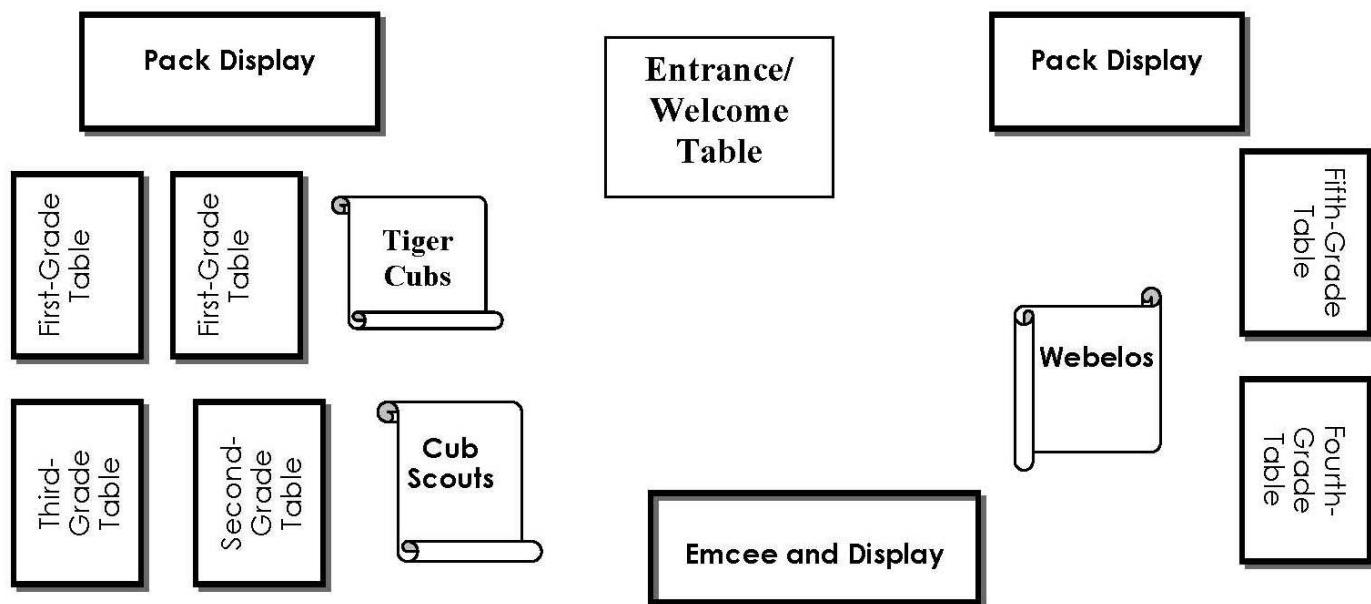 Pack Display
Entrance/
Welcome
Table
Pack Display
First-Grade
Table
First-Grade
Table
Tiger
Cubs
Fifth-Grade
Table
Webelos
Third-
Grade
Table
Second-
Grade
Table
Cub
Scouts
Fourth-
Grade
Table
Emcee and Display